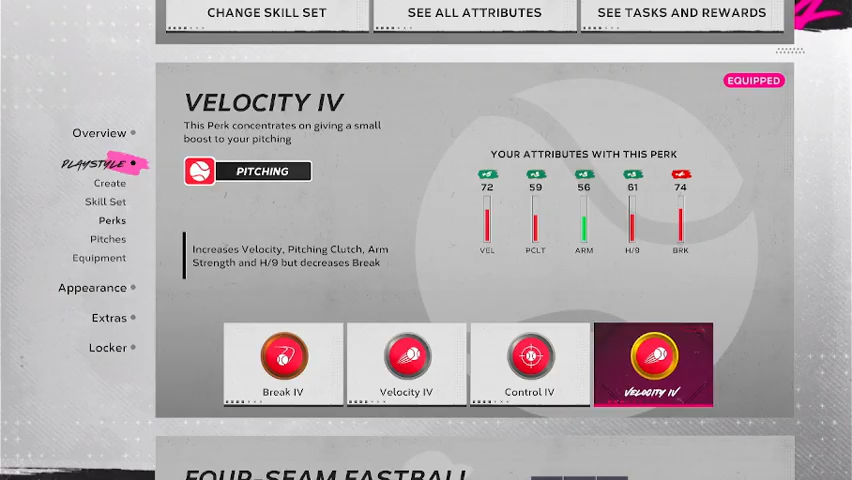 CHANGE SKILL SET
SEE ALL ATTRIBUTES
SEE TASKS AND REWARDS
EQUIPPED
VELOCITY IV
This Perk concentrates on giving a small
boost to your pitching
PITCHING
YOUR ATTRIBUTES WITH THIS PERK
72 59 56 61 74
VEL PCLT ARM H/9 BRK
Increases Velocity, Pitching Clutch, Arm
Strength and H/9 but decreases Break
Overview
PLAYSTYLE
Create
Skill Set
Perks
Pitches
Equipment
Appearance
Extras
Locker
Break IV
Velocity IV
Control IV
VELOCITY IV
FOUR-SEAM FASTBALL